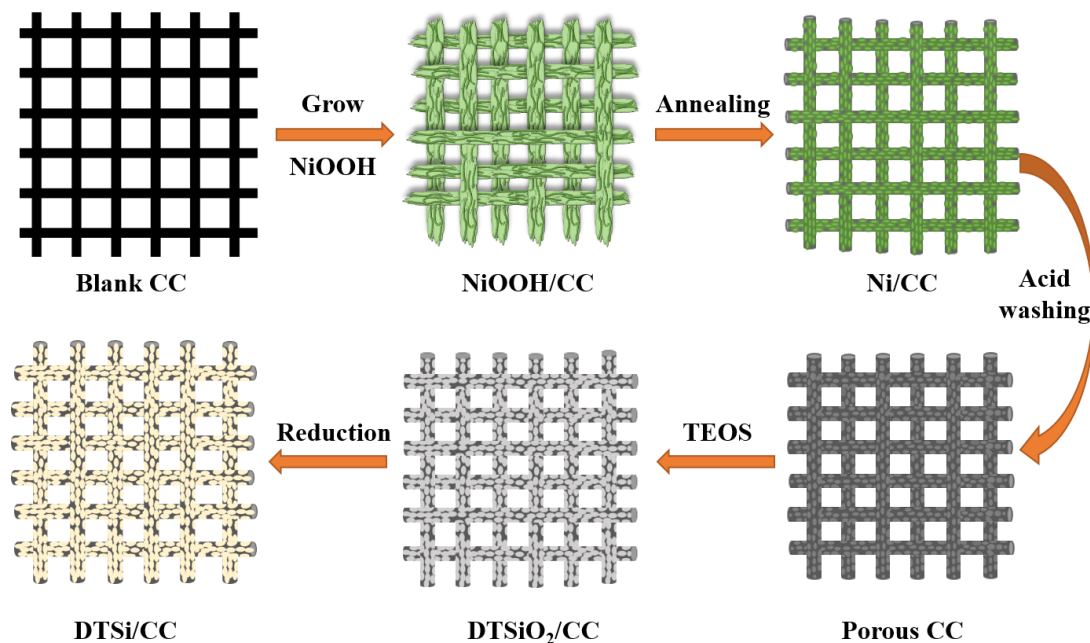 Grow
NiOOH
Annealing
Blank CC
NiOOH/CC
Ni/CC
Acid
washing
Reduction
TEOS
DTSi/CC
DTSiO₂/CC
Porous CC